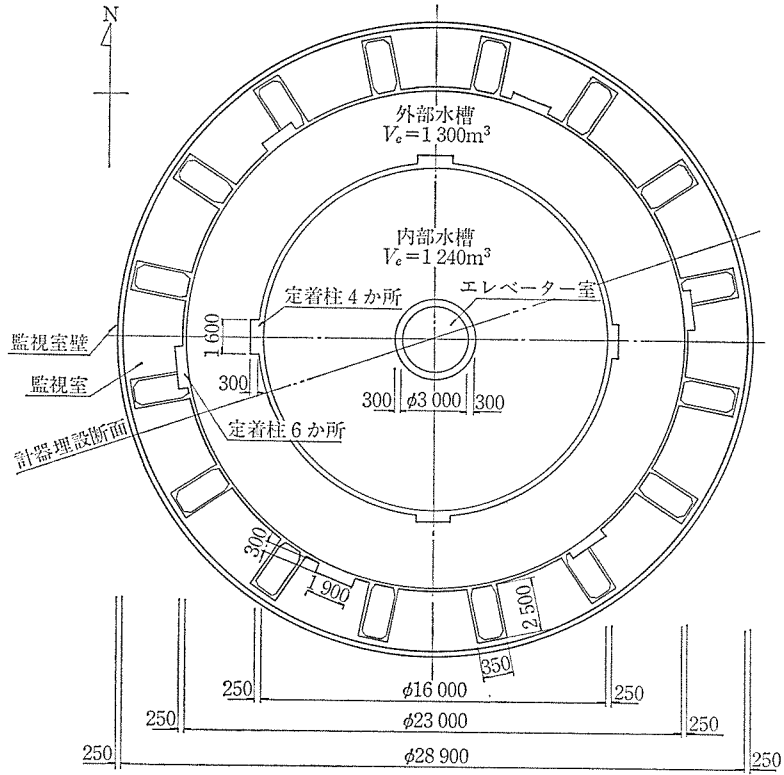 N
外部水槽
V_c=1 300m³
内部水槽
V_c=1 240m³
エレベーター室
定着柱 4 か所
1 600
監視室壁
監視室
300
300
φ3 000
300
定着柱 6 か所
計器埋設断面
300
1 900
2 500
350
250
φ16 000
250
250
φ23 000
250
250
φ28 900
250